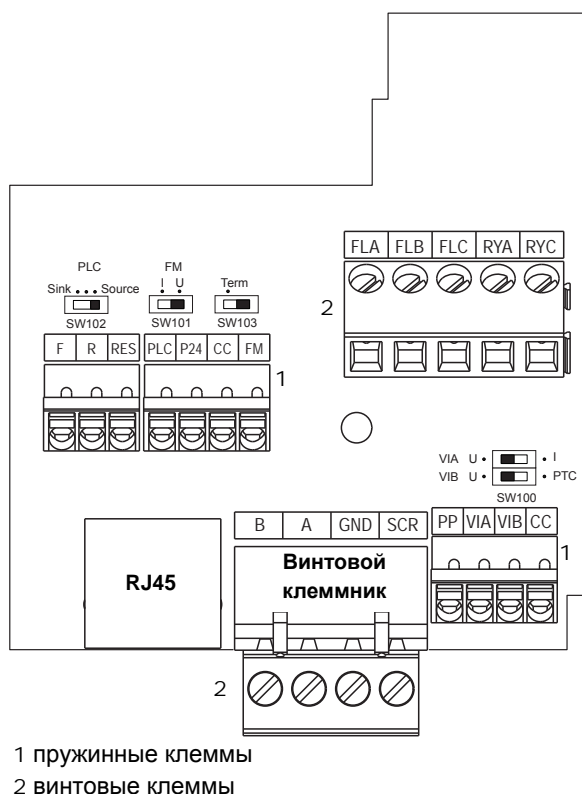 FLA FLB FLC RYA RYC
2
PLC FM
Sink Source I U Term
SW102 SW101 SW103
F R RES PLC P24 CC FM
1
VIA U I
VIB U PTC
SW100
B A GND SCR PP VIA VIB CC
RJ45
Винтовой
клеммник
1
2
1 пружинные клеммы
2 винтовые клеммы